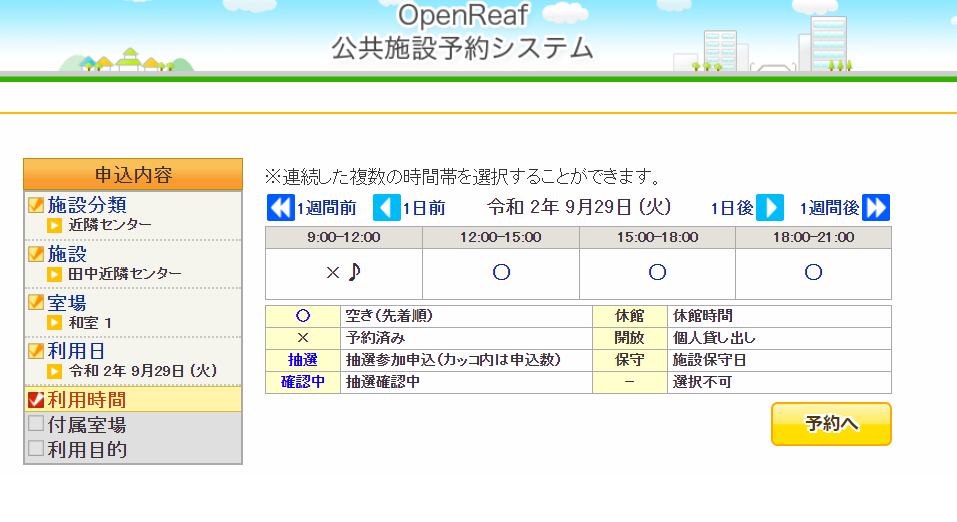 OpenReaf
公共施設予約システム
申込内容
施設分類
近隣センター
施設
田中近隣センター
室場
和室 1
利用日
令和 2年 9月29日 (火)
利用時間
付属室場
利用目的
※連続した複数の時間帯を選択することができます。
1週間前 1日前 令和 2年 9月29日 (火) 1日後 1週間後
9:00-12:00 12:00-15:00 15:00-18:00 18:00-21:00
×♪ ○ ○ ○
○ 空き(先着順) 休館 休館時間
× 予約済み 開放 個人貸し出し
抽選 抽選参加申込(カッコ内は申込数) 保守 施設保守日
確認中 抽選確認中 － 選択不可
予約へ